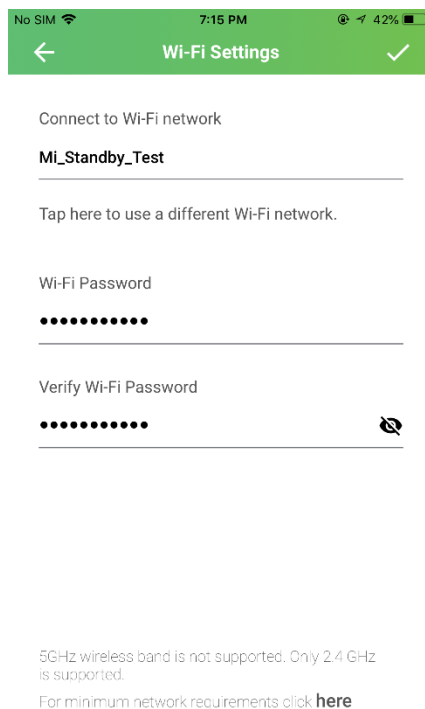 No SIM 7:15 PM 42%
Wi-Fi Settings
Connect to Wi-Fi network
Mi_Standby_Test
Tap here to use a different Wi-Fi network.
Wi-Fi Password
•••••••••••
Verify Wi-Fi Password
•••••••••••
5GHz wireless band is not supported. Only 2.4 GHz
is supported.
For minimum network requirements click here